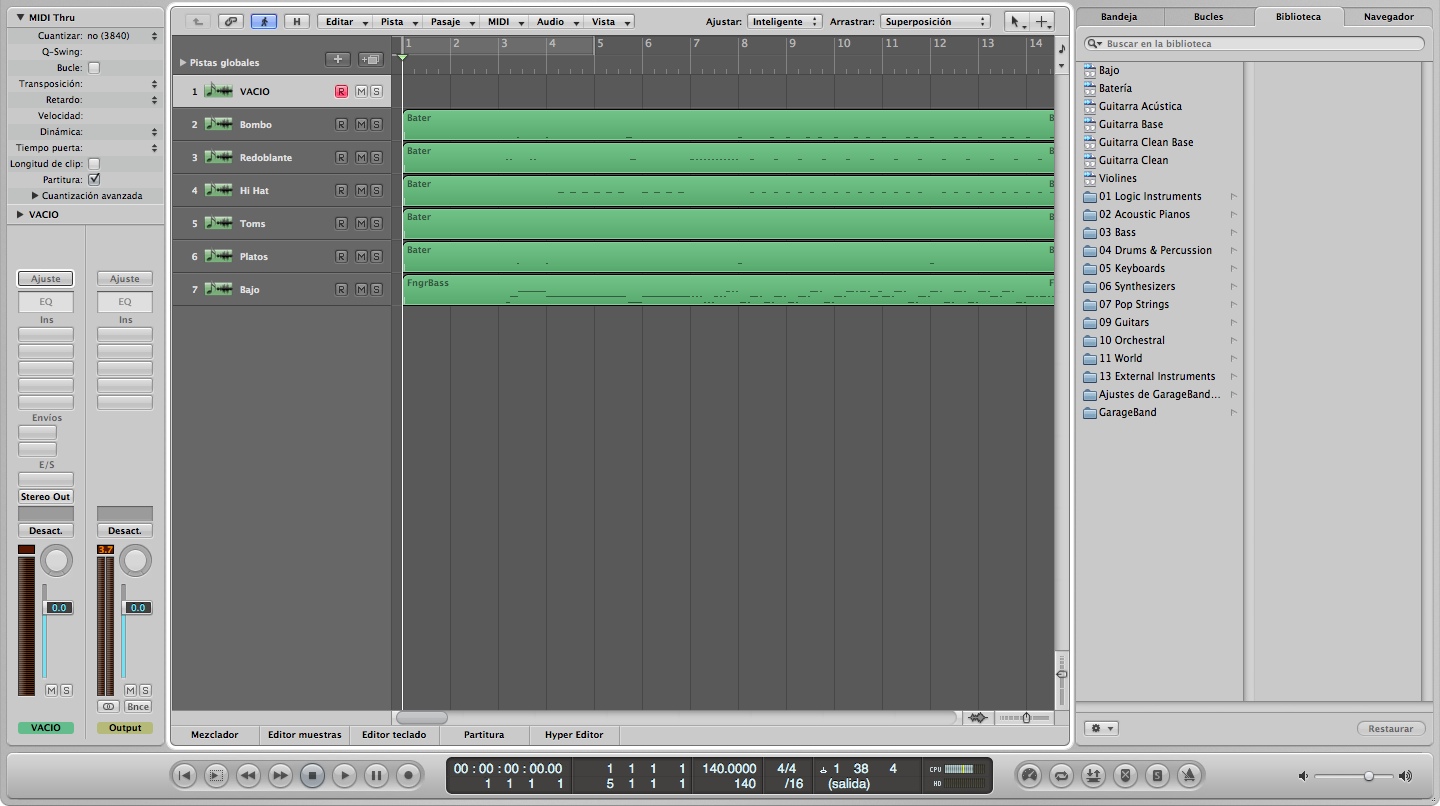 MIDI Thru
Cuantizar: no (3840)
Q-Swing:
Bucle:
Transposición:
Retardo:
Velocidad:
Dinámica:
Tiempo puerta:
Longitud de clip:
Partitura:
Cuantización avanzada
VACIO
Ajuste Ajuste
EQ EQ
Ins Ins
Envíos
E/S
Stereo Out
Desact. Desact.
3.7
0.0 0.0
M S M S
Bnce
VACIO Output
H Editar Pista Pasaje MIDI Audio Vista Ajustar: Inteligente Arrastrar: Superposición
1 2 3 4 5 6 7 8 9 10 11 12 13 14
Pistas globales
1 VACIO R M S
2 Bombo R M S
Bater B
3 Redoblante R M S
Bater B
4 Hi Hat R M S
Bater B
5 Toms R M S
Bater B
6 Platos R M S
Bater B
7 Bajo R M S
FngrBass F
Mezclador Editor muestras Editor teclado Partitura Hyper Editor
Bandeja Bucles Biblioteca Navegador
Buscar en la biblioteca
Bajo
Batería
Guitarra Acústica
Guitarra Base
Guitarra Clean Base
Guitarra Clean
Violines
01 Logic Instruments
02 Acoustic Pianos
03 Bass
04 Drums & Percussion
05 Keyboards
06 Synthesizers
07 Pop Strings
09 Guitars
10 Orchestral
11 World
13 External Instruments
Ajustes de GarageBand...
GarageBand
Restaurar
00 : 00 : 00 : 00.00 1 1 1 1 140.0000 4/4 1 38 4 CPU
1 1 1 1 5 1 1 1 140 /16 (salida) HD
S